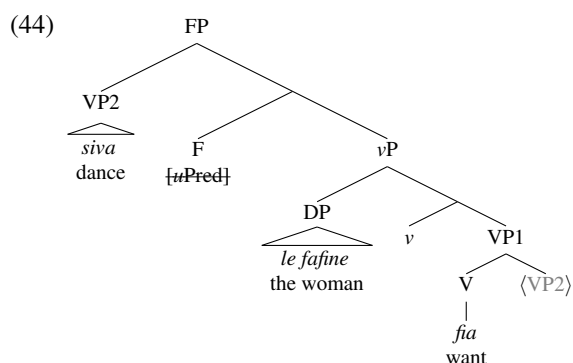 (44) FP
VP2
siva
dance
F
[uPred]
vP
DP
le fafine
the woman
v
VP1
V
⟨VP2⟩
fia
want